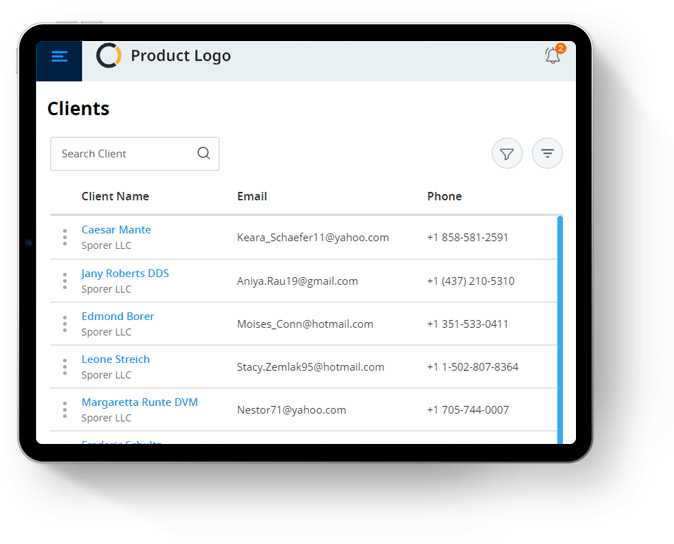 Product Logo
2
Clients
Search Client
Client Name Email Phone
Caesar Mante
Sporer LLC
Keara_Schaefer11@yahoo.com +1 858-581-2591
Jany Roberts DDS
Sporer LLC
Aniya.Rau19@gmail.com +1 (437) 210-5310
Edmond Borer
Sporer LLC
Moises_Conn@hotmail.com +1 351-533-0411
Leone Streich
Sporer LLC
Stacy.Zemlak95@hotmail.com +1 1-502-807-8364
Margaretta Runte DVM
Sporer LLC
Nestor71@yahoo.com +1 705-744-0007